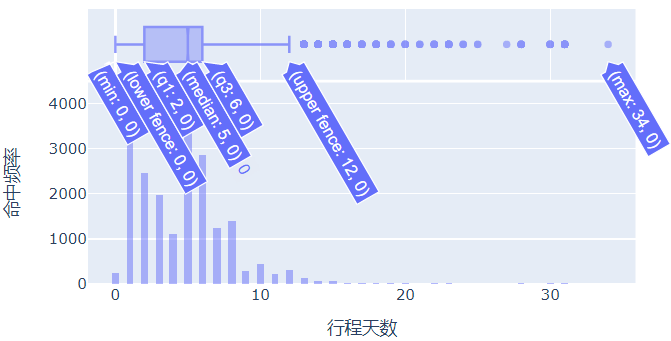 (min: 0, 0)
(lower fence: 0, 0)
(q1: 2, 0)
(median: 5, 0)
0
(q3: 6, 0)
(upper fence: 12, 0)
(max: 34, 0)
4000
3000
2000
1000
0
命中频率
0
10
20
30
行程天数